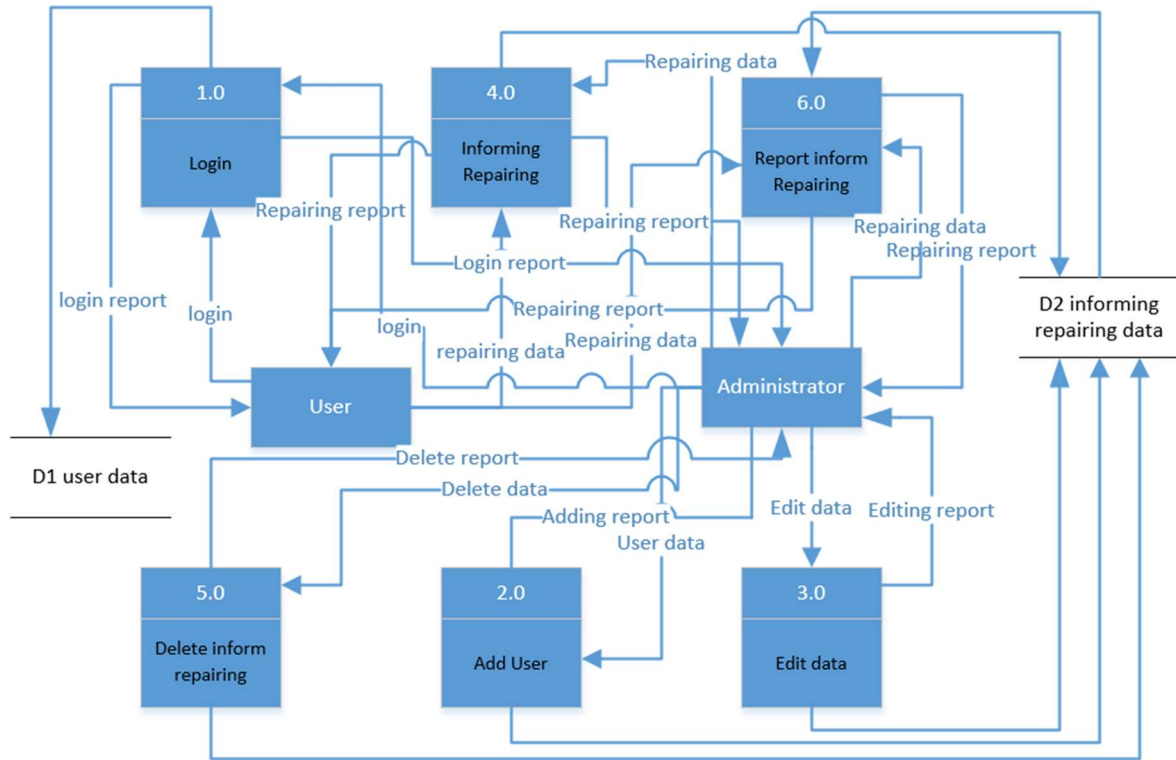 1.0
Login
4.0
Informing
Repairing
6.0
Report inform
Repairing
Repairing data
Repairing report
Repairing report
Repairing data
Repairing report
Login report
login report
login
login
Repairing report
repairing data
Repairing data
D2 informing
repairing data
User
Administrator
D1 user data
Delete report
Delete data
Adding report
User data
Edit data
Editing report
5.0
Delete inform
repairing
2.0
Add User
3.0
Edit data